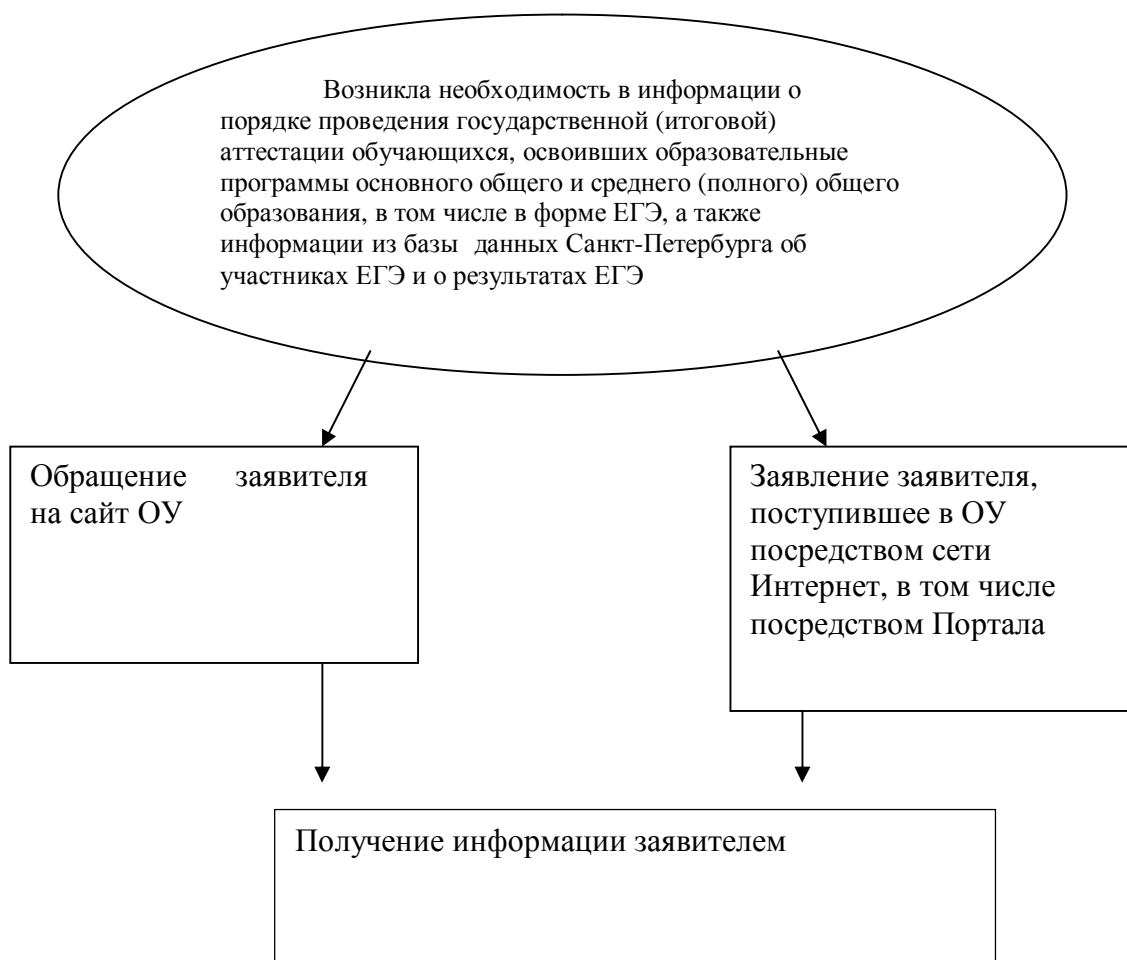 Возникла необходимость в информации о
порядке проведения государственной (итоговой)
аттестации обучающихся, освоивших образовательные
программы основного общего и среднего (полного) общего
образования, в том числе в форме ЕГЭ, а также
информации из базы данных Санкт-Петербурга об
участниках ЕГЭ и о результатах ЕГЭ
Обращение заявителя
на сайт ОУ
Заявление заявителя,
поступившее в ОУ
посредством сети
Интернет, в том числе
посредством Портала
Получение информации заявителем